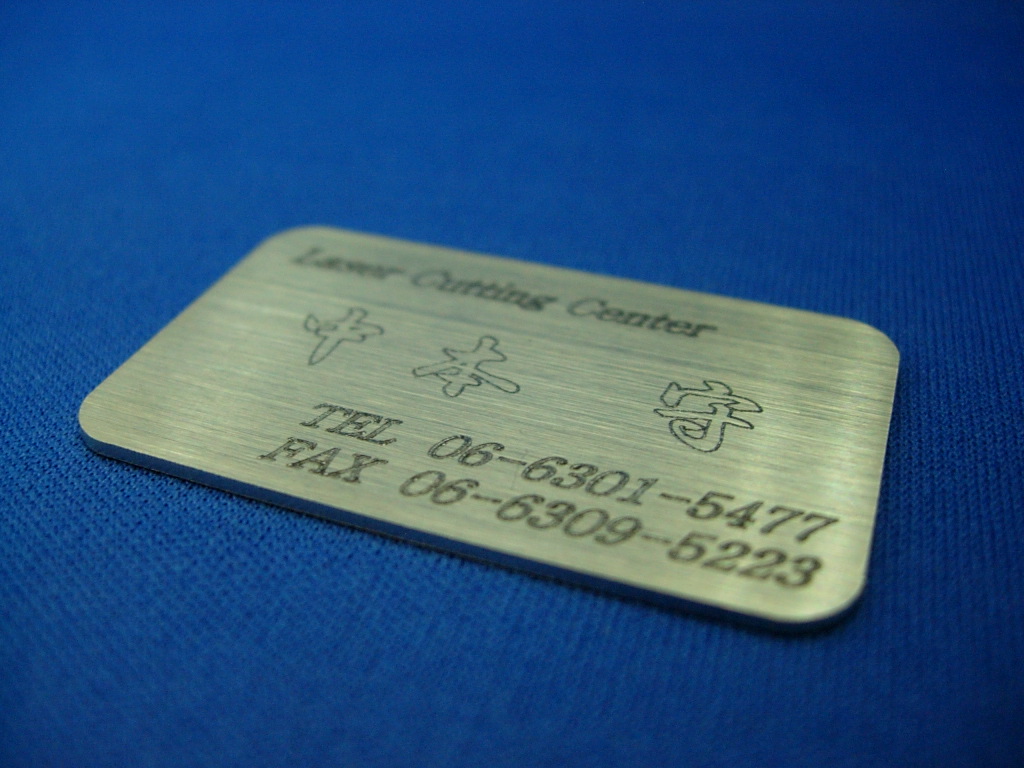 Laser Cutting Center
TEL 06-6301-5477
FAX 06-6309-5223